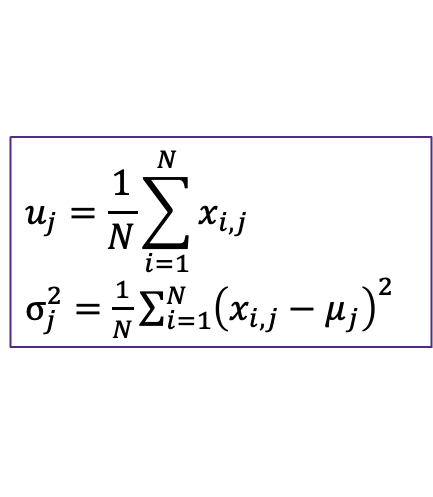 u_j = \frac{1}{N} \sum_{i=1}^{N} x_{i,j}
σ_j^2 = \frac{1}{N} \sum_{i=1}^{N} (x_{i,j} - μ_j)^2